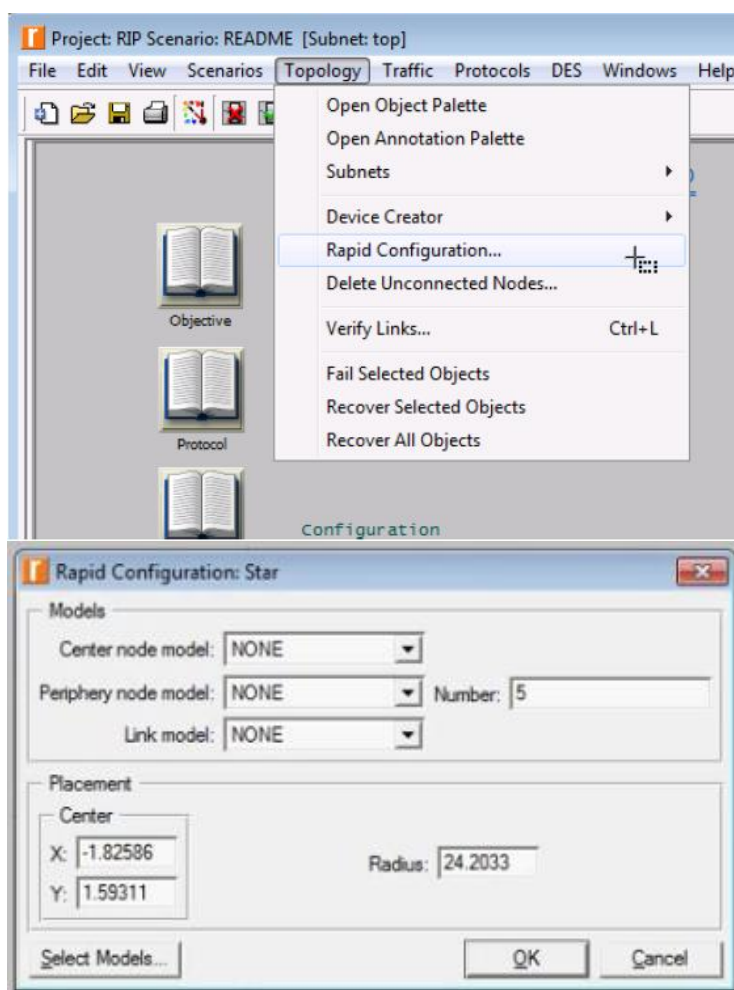 Project: RIP Scenario: README [Subnet: top]
File Edit View Scenarios Topology Traffic Protocols DES Windows Help
Open Object Palette
Open Annotation Palette
Subnets
Device Creator
Rapid Configuration...
Delete Unconnected Nodes...
Verify Links... Ctrl+L
Fail Selected Objects
Recover Selected Objects
Recover All Objects
Objective
Protocol
Configuration
Rapid Configuration: Star
Models
Center node model: NONE
Periphery node model: NONE Number: 5
Link model: NONE
Placement
Center
X: -1.82586
Radius: 24.2033
Y: 1.59311
Select Models... OK Cancel